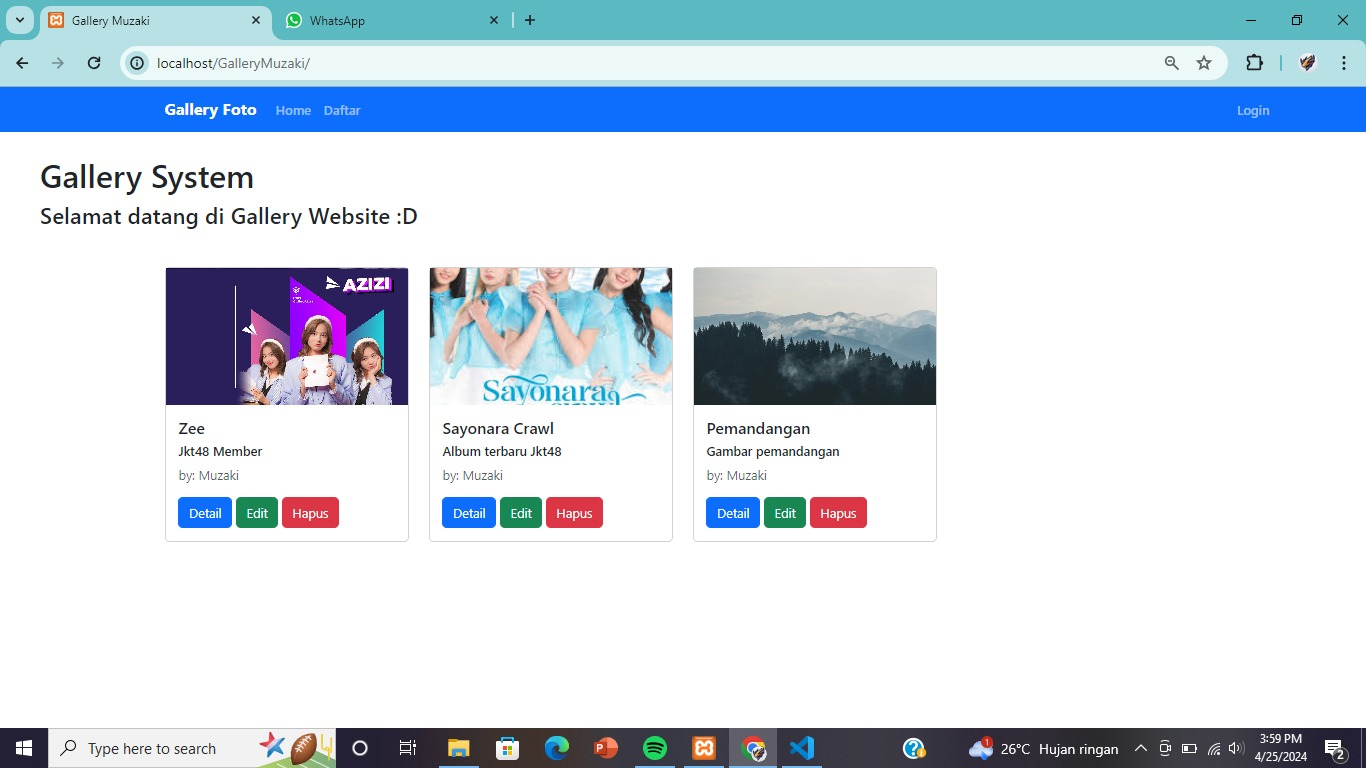 Gallery Muzaki
WhatsApp
localhost/GalleryMuzaki/
Gallery Foto Home Daftar Login
Gallery System
Selamat datang di Gallery Website :D
AZIZI
Sayonara
Zee
Jkt48 Member
by: Muzaki
Detail Edit Hapus
Sayonara Crawl
Album terbaru Jkt48
by: Muzaki
Detail Edit Hapus
Pemandangan
Gambar pemandangan
by: Muzaki
Detail Edit Hapus
Type here to search
1
26°C Hujan ringan
3:59 PM
4/25/2024
2